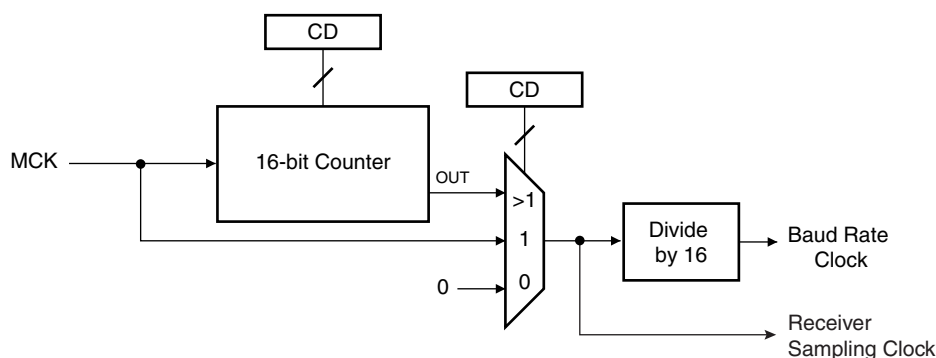 CD
CD
MCK
16-bit Counter
OUT
>1
1
0
0
Divide
by 16
Baud Rate
Clock
Receiver
Sampling Clock